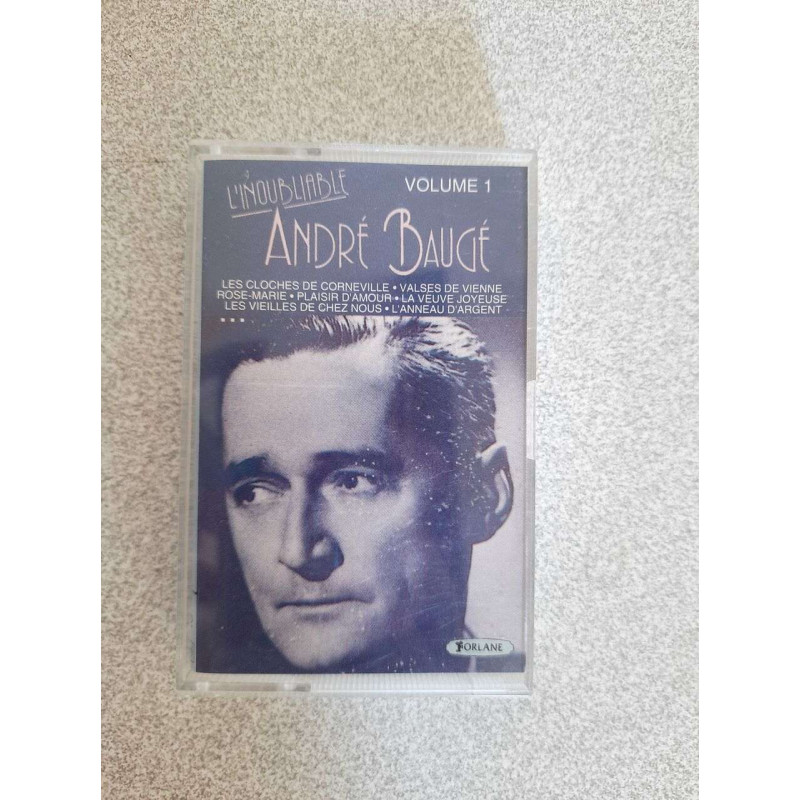 L'INOUBLIABLE
VOLUME 1
ANDRÉ BAUGÉ
LES CLOCHES DE CORNEVILLE • VALSES DE VIENNE
ROSE-MARIE • PLAISIR D'AMOUR • LA VEUVE JOYEUSE
LES VIEILLES DE CHEZ NOUS • L'ANNEAU D'ARGENT
...
FORLANE